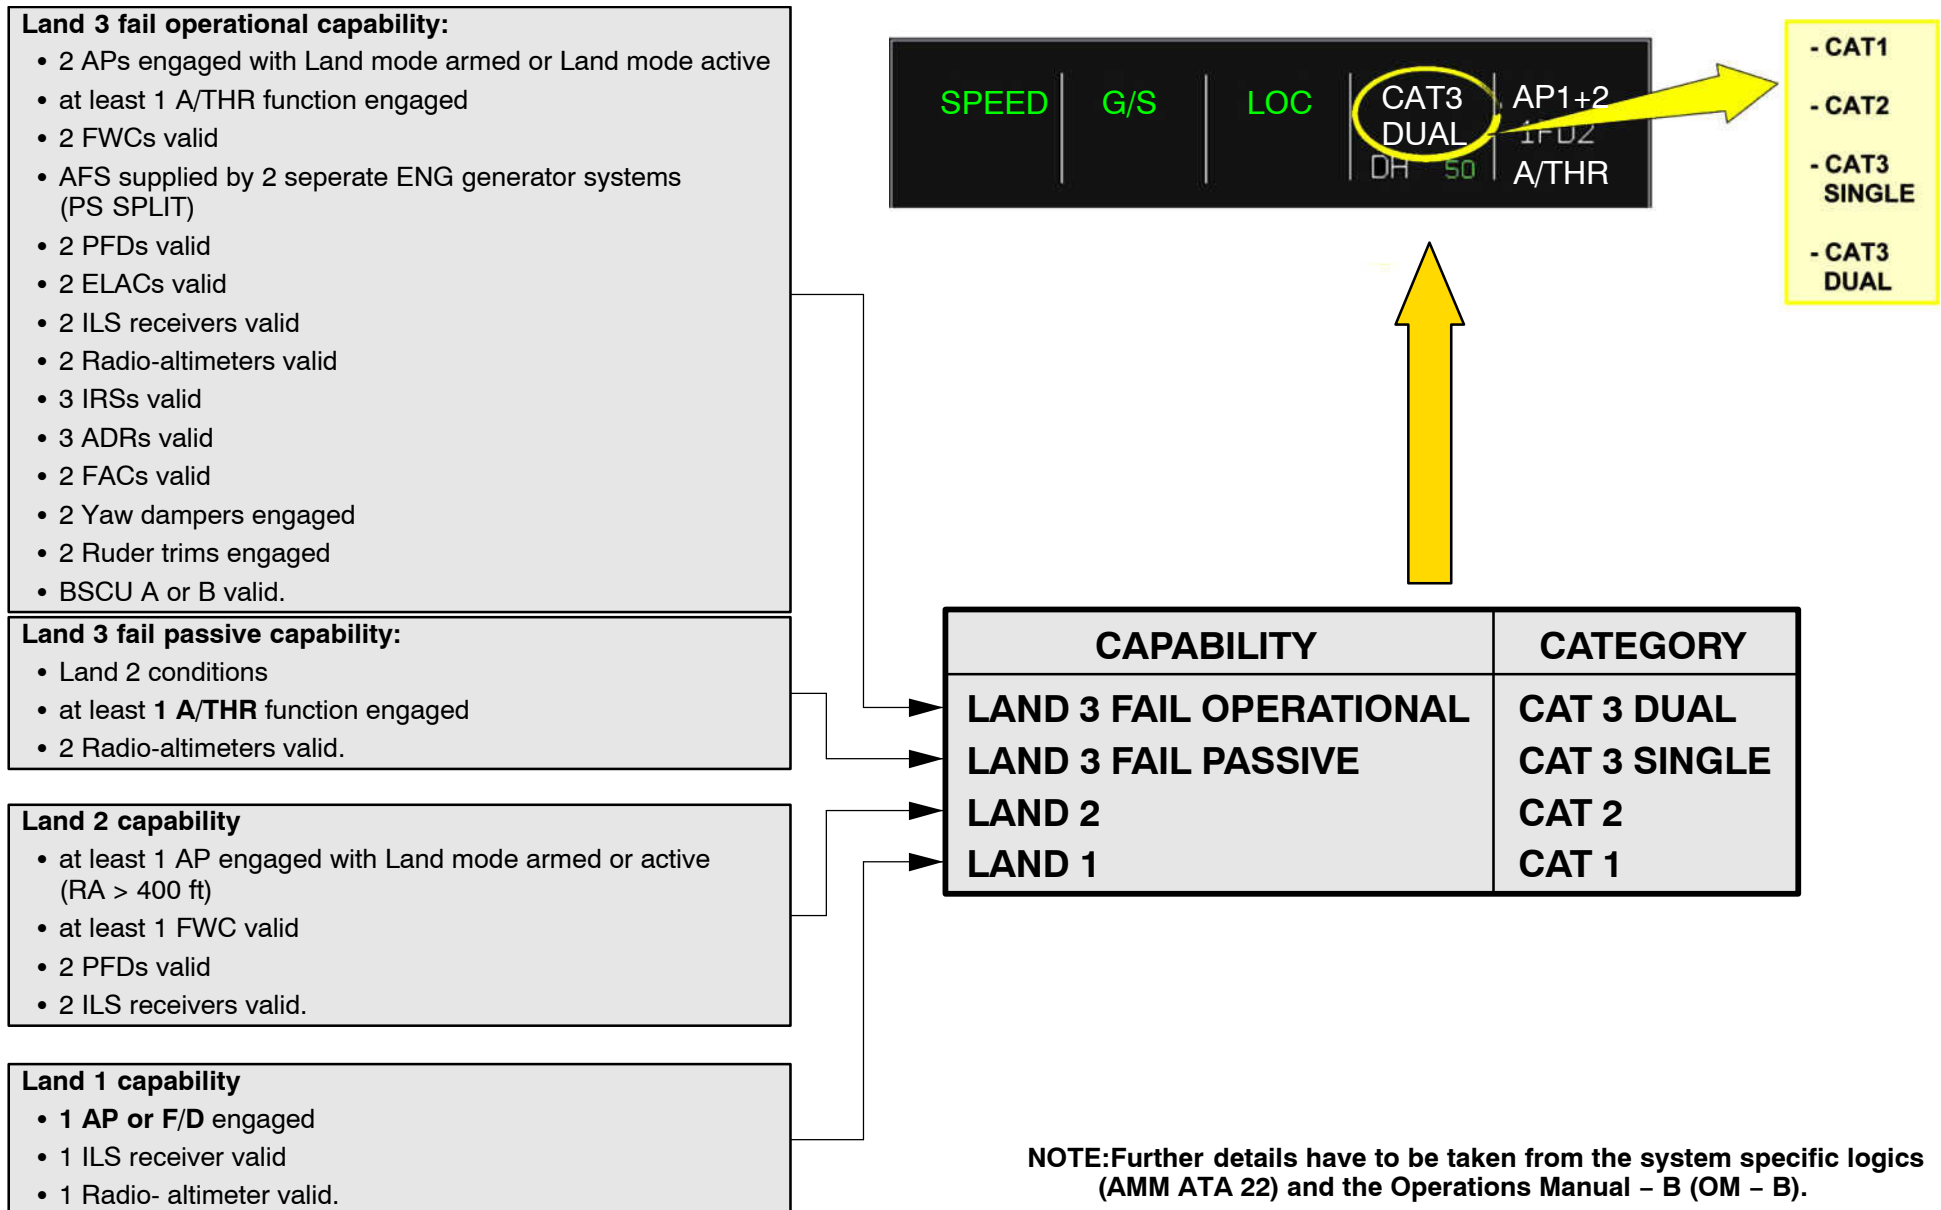 Land 3 fail operational capability:
• 2 APs engaged with Land mode armed or Land mode active
• at least 1 A/THR function engaged
• 2 FWCs valid
• AFS supplied by 2 seperate ENG generator systems
(PS SPLIT)
• 2 PFDs valid
• 2 ELACs valid
• 2 ILS receivers valid
• 2 Radio-altimeters valid
• 3 IRSs valid
• 3 ADRs valid
• 2 FACs valid
• 2 Yaw dampers engaged
• 2 Ruder trims engaged
• BSCU A or B valid.
Land 3 fail passive capability:
• Land 2 conditions
• at least 1 A/THR function engaged
• 2 Radio-altimeters valid.
Land 2 capability
• at least 1 AP engaged with Land mode armed or active
(RA > 400 ft)
• at least 1 FWC valid
• 2 PFDs valid
• 2 ILS receivers valid.
Land 1 capability
• 1 AP or F/D engaged
• 1 ILS receiver valid
• 1 Radio- altimeter valid.
SPEED G/S LOC CAT3 AP1+2
DUAL 1FD2
DH 50 A/THR
- CAT1
- CAT2
- CAT3
SINGLE
- CAT3
DUAL
CAPABILITY CATEGORY
LAND 3 FAIL OPERATIONAL CAT 3 DUAL
LAND 3 FAIL PASSIVE CAT 3 SINGLE
LAND 2 CAT 2
LAND 1 CAT 1
NOTE:Further details have to be taken from the system specific logics
(AMM ATA 22) and the Operations Manual – B (OM – B).